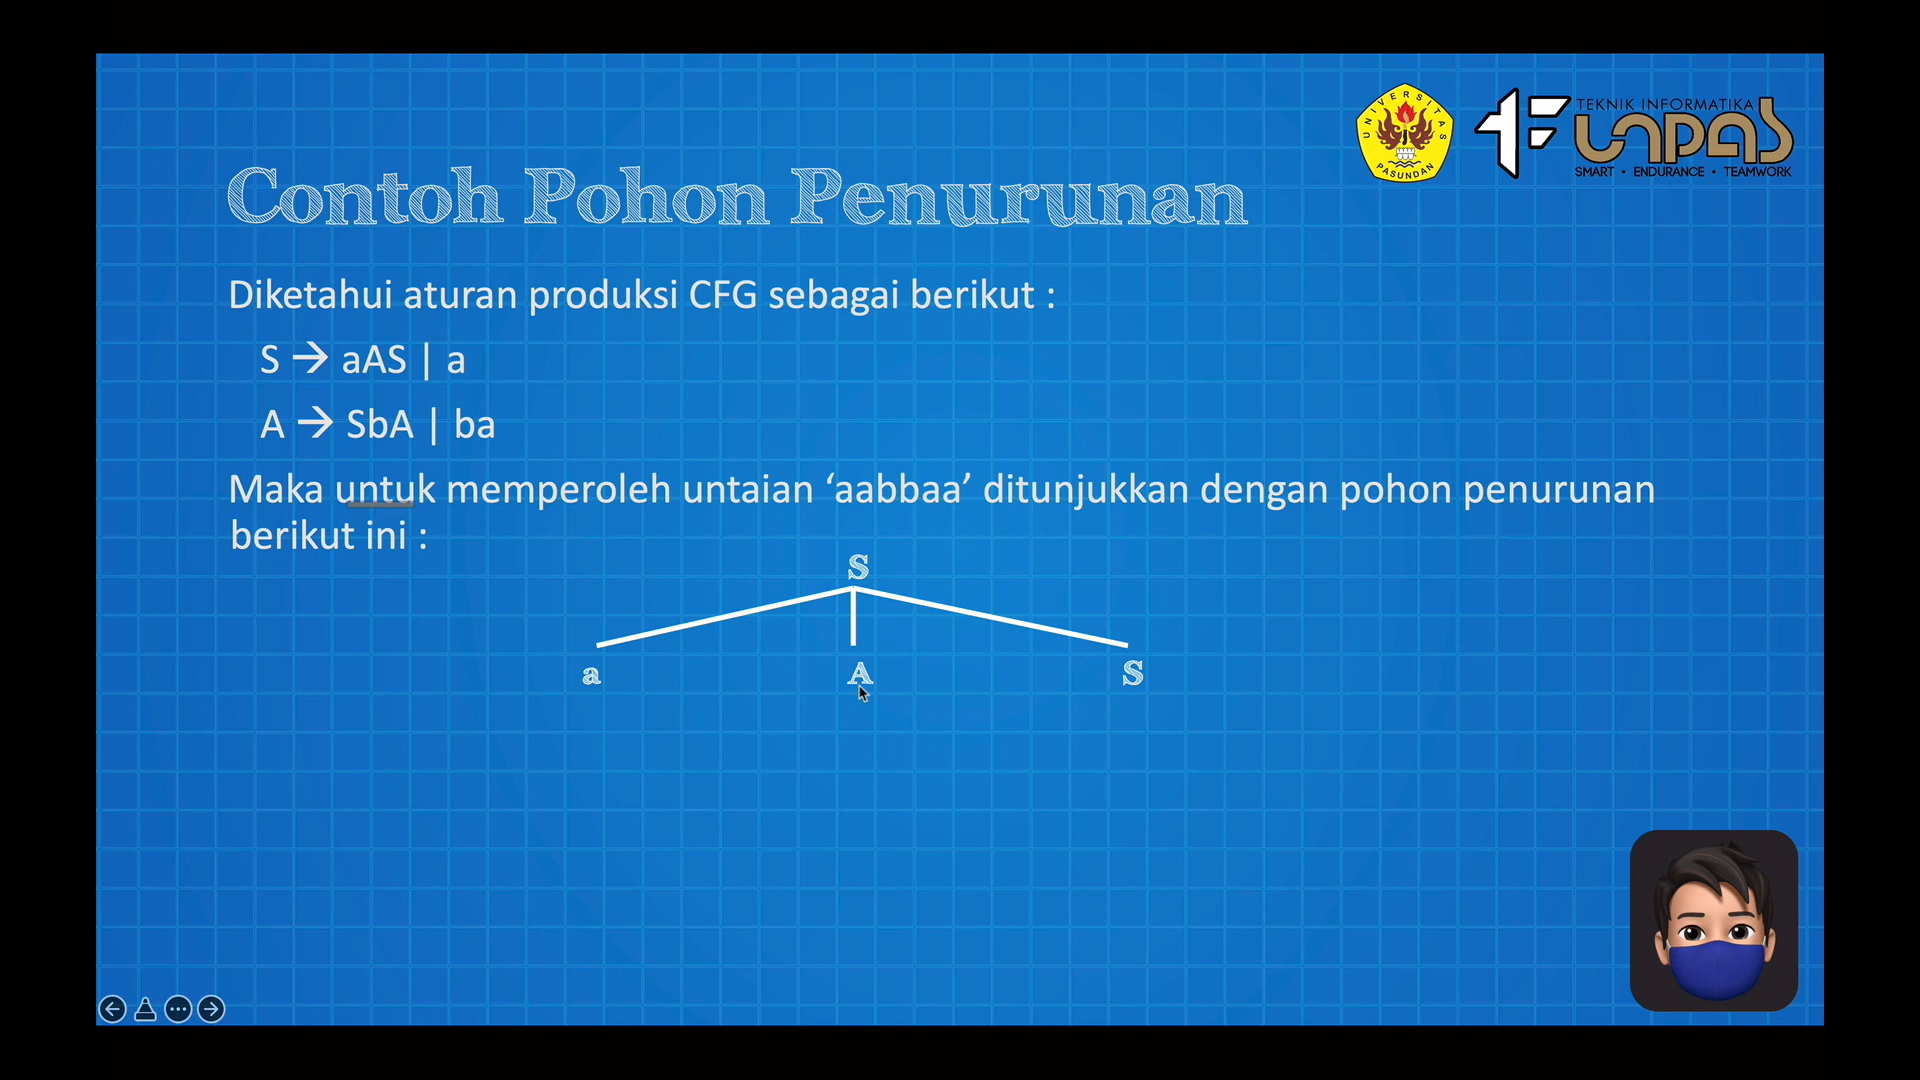 UNIVERSITAS
PASUNDAN
TEKNIK INFORMATIKA
UNPAS
SMART • ENDURANCE • TEAMWORK
Contoh Pohon Penurunan
Diketahui aturan produksi CFG sebagai berikut :
S → aAS | a
A → SbA | ba
Maka untuk memperoleh untaian ‘aabbaa’ ditunjukkan dengan pohon penurunan
berikut ini :
S
a A S